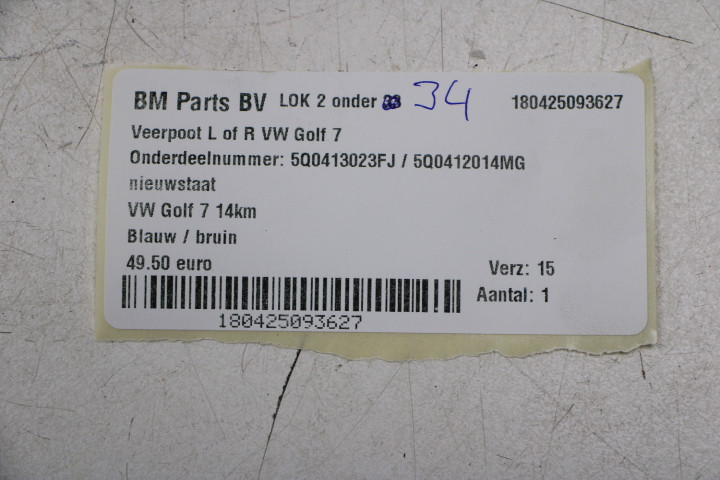 BM Parts BV LOK 2 onder 34 180425093627
Veerpoot L of R VW Golf 7
Onderdeelnummer: 5Q0413023FJ / 5Q0412014MG
nieuwstaat
VW Golf 7 14km
Blauw / bruin
49.50 euro Verz: 15
Aantal: 1
180425093627